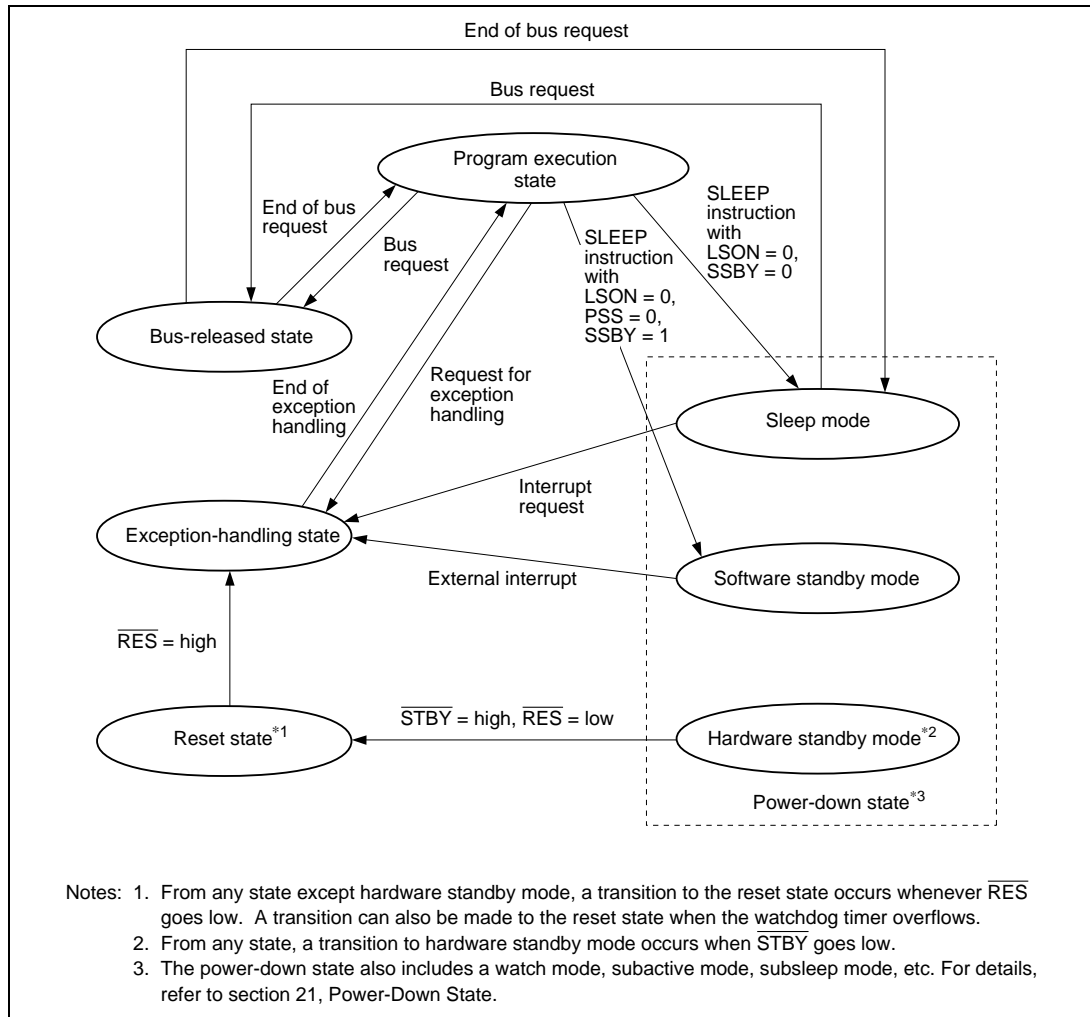 End of bus request
Bus request
Program execution
state
End of bus
request
Bus
request
SLEEP
instruction
with
LSON = 0,
PSS = 0,
SSBY = 1
SLEEP
instruction
with
LSON = 0,
SSBY = 0
Bus-released state
End of
exception
handling
Request for
exception
handling
Sleep mode
Interrupt
request
Exception-handling state
External interrupt
Software standby mode
RES = high
STBY = high, RES = low
Reset state*1
Hardware standby mode*2
Power-down state*3
Notes: 1. From any state except hardware standby mode, a transition to the reset state occurs whenever RES
goes low. A transition can also be made to the reset state when the watchdog timer overflows.
2. From any state, a transition to hardware standby mode occurs when STBY goes low.
3. The power-down state also includes a watch mode, subactive mode, subsleep mode, etc. For details,
refer to section 21, Power-Down State.